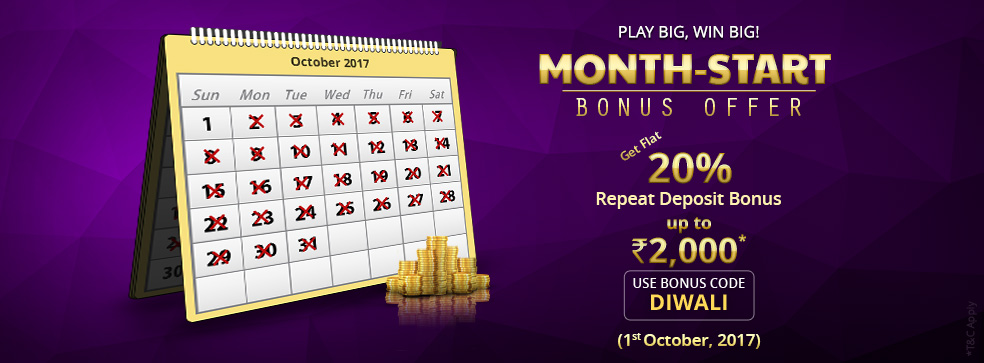 October 2017
Sun Mon Tue Wed Thu Fri Sat
1 2 3 4 5 6 7
8 9 10 11 12 13 14
15 16 17 18 19 20 21
22 23 24 25 26 27 28
29 30 31
30
PLAY BIG, WIN BIG!
MONTH-START
BONUS OFFER
Get Flat
20%
Repeat Deposit Bonus
up to
₹2,000*
USE BONUS CODE
DIWALI
(1st October, 2017)
*T&C Apply